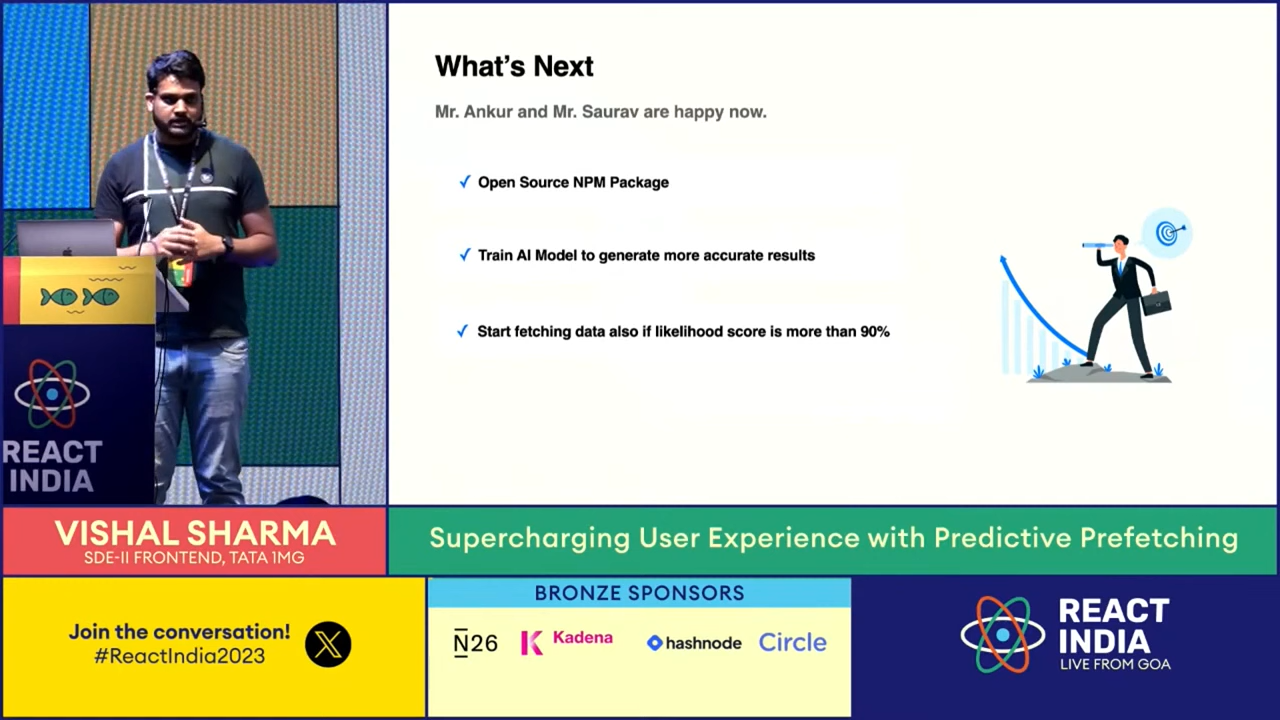 What's Next
Mr. Ankur and Mr. Saurav are happy now.
✓ Open Source NPM Package
✓ Train AI Model to generate more accurate results
✓ Start fetching data also if likelihood score is more than 90%
REACT
INDIA
VISHAL SHARMA
SDE-II FRONTEND, TATA 1MG
Supercharging User Experience with Predictive Prefetching
Join the conversation!
#ReactIndia2023
BRONZE SPONSORS
N26
Kadena
hashnode
Circle
REACT
INDIA
LIVE FROM GOA